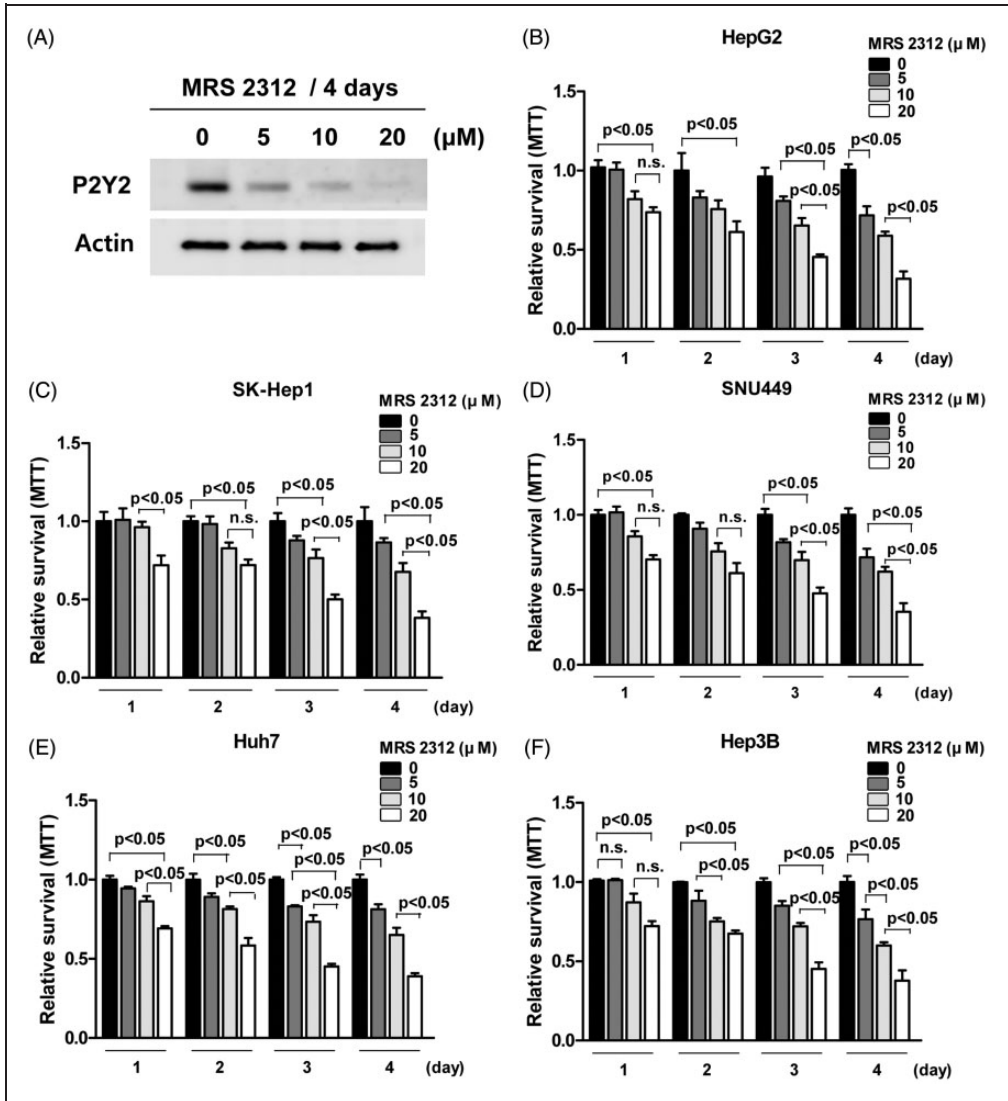 (A)
MRS 2312 / 4 days
0 5 10 20 (μM)
P2Y2
Actin
(B)
HepG2
MRS 2312 (μ M)
0
5
10
20
Relative survival (MTT)
1.5
1.0
0.5
0.0
p<0.05
n.s.
p<0.05
p<0.05
p<0.05
p<0.05
p<0.05
1 2 3 4 (day)
(C)
SK-Hep1
MRS 2312 (μ M)
0
5
10
20
Relative survival (MTT)
1.5
1.0
0.5
0.0
p<0.05
p<0.05
n.s.
p<0.05
p<0.05
p<0.05
p<0.05
1 2 3 4 (day)
(D)
SNU449
MRS 2312 (μ M)
0
5
10
20
Relative survival (MTT)
1.5
1.0
0.5
0.0
p<0.05
n.s.
n.s.
p<0.05
p<0.05
p<0.05
p<0.05
1 2 3 4 (day)
(E)
Huh7
MRS 2312 (μ M)
0
5
10
20
Relative survival (MTT)
1.5
1.0
0.5
0.0
p<0.05
p<0.05
p<0.05
p<0.05
p<0.05
p<0.05
p<0.05
p<0.05
p<0.05
1 2 3 4 (day)
(F)
Hep3B
MRS 2312 (μ M)
0
5
10
20
Relative survival (MTT)
1.5
1.0
0.5
0.0
p<0.05
n.s.
n.s.
p<0.05
p<0.05
p<0.05
p<0.05
p<0.05
p<0.05
p<0.05
1 2 3 4 (day)